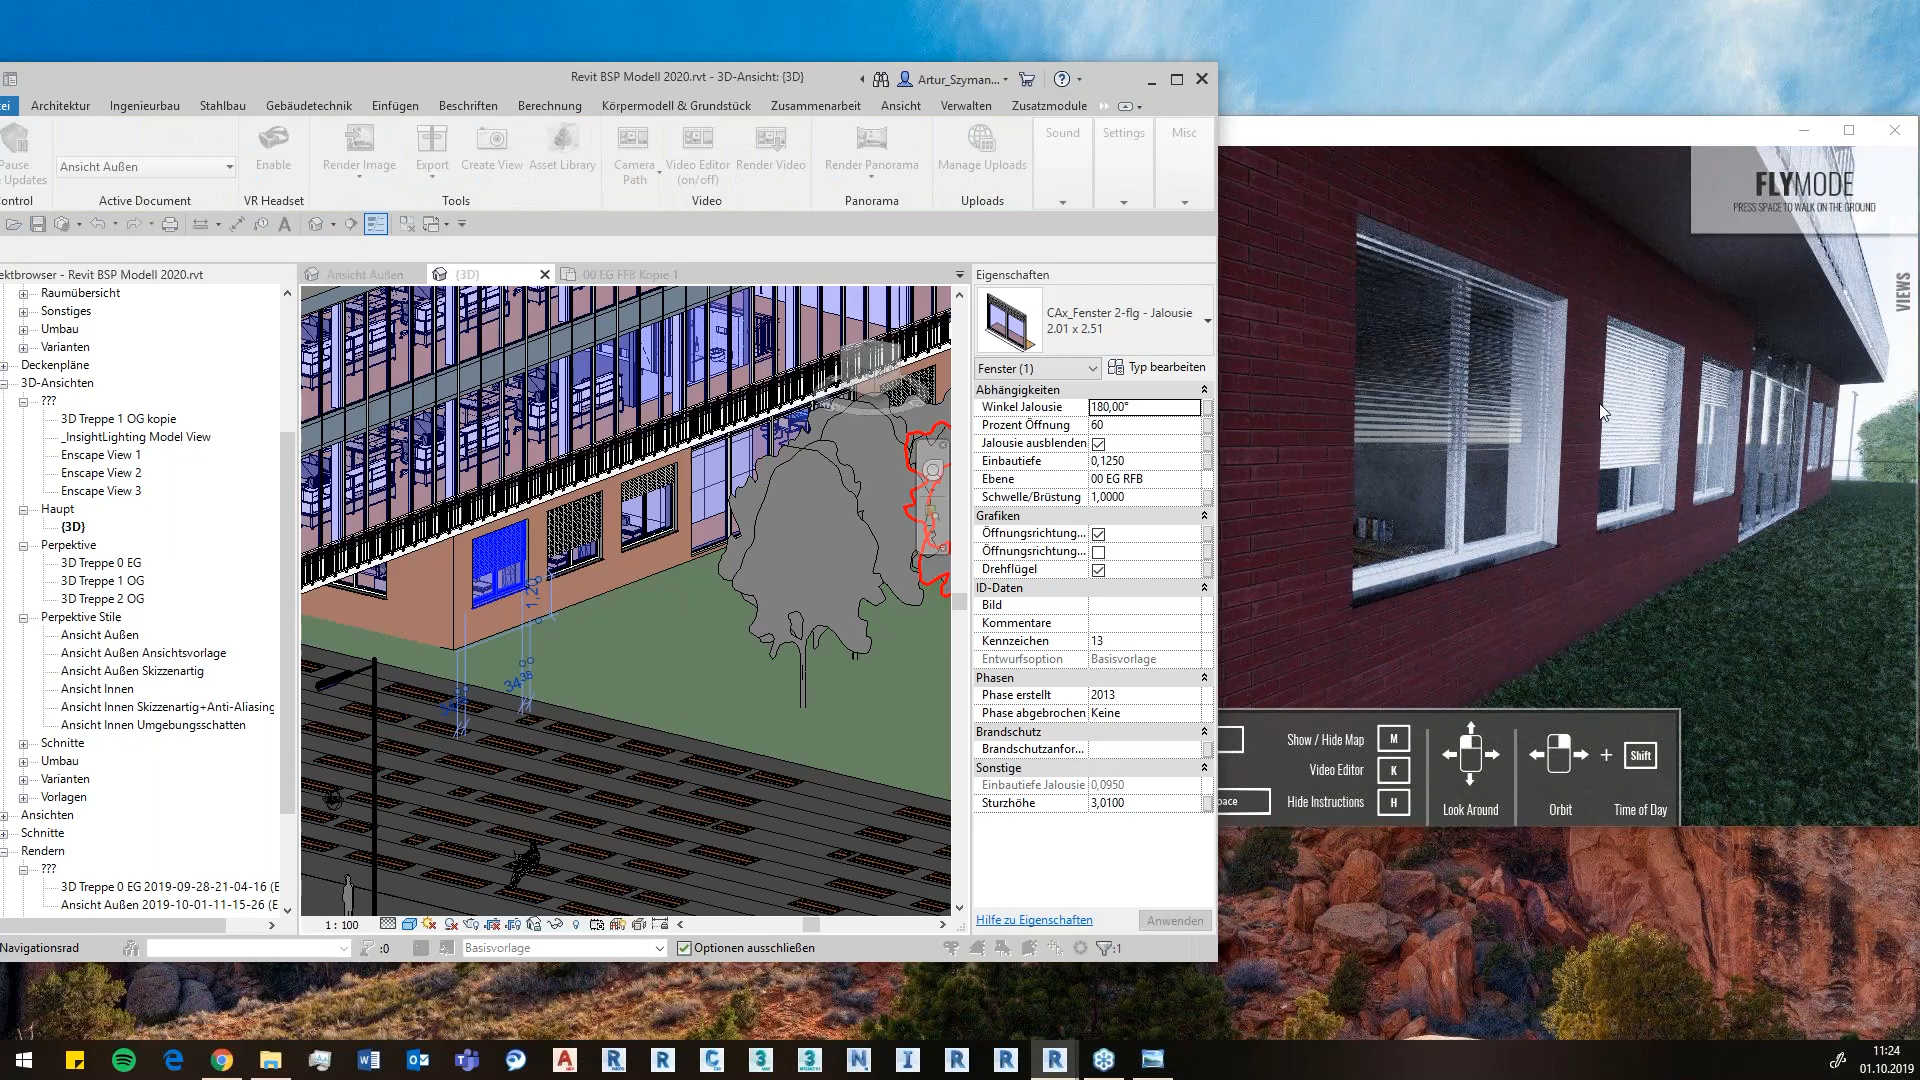 Revit BSP Modell 2020.rvt - 3D-Ansicht: {3D}
Artur_Szyman...
Architektur
Ingenieurbau
Stahlbau
Gebäudetechnik
Einfügen
Beschriften
Berechnung
Körpermodell & Grundstück
Zusammenarbeit
Ansicht
Verwalten
Zusatzmodule
Pause
Updates
Ansicht Außen
Enable
Render Image
Export
Create View
Asset Library
Camera
Path
Video Editor
(on/off)
Render Video
Render Panorama
Manage Uploads
Sound
Settings
Misc
Active Document
VR Headset
Tools
Video
Panorama
Uploads
ektbrowser - Revit BSP Modell 2020.rvt
Raumübersicht
Sonstiges
Umbau
Varianten
Deckenpläne
3D-Ansichten
???
3D Treppe 1 OG kopie
_InsightLighting Model View
Enscape View 1
Enscape View 2
Enscape View 3
Haupt
{3D}
Perpektive
3D Treppe 0 EG
3D Treppe 1 OG
3D Treppe 2 OG
Perpektive Stile
Ansicht Außen
Ansicht Außen Ansichtsvorlage
Ansicht Außen Skizzenartig
Ansicht Innen
Ansicht Innen Skizzenartig+Anti-Aliasing
Ansicht Innen Umgebungsschatten
Schnitte
Umbau
Varianten
Vorlagen
Ansichten
Schnitte
Rendern
???
3D Treppe 0 EG 2019-09-28-21-04-16 (E
Ansicht Außen 2019-10-01-11-15-26 (E
Ansicht Außen
{3D}
00 EG FFB Kopie 1
1,20
34,38
1 : 100
Eigenschaften
CAx_Fenster 2-flg - Jalousie
2.01 x 2.51
Fenster (1)
Typ bearbeiten
Abhängigkeiten
Winkel Jalousie 180,00°
Prozent Öffnung 60
Jalousie ausblenden
Einbautiefe 0,1250
Ebene 00 EG RFB
Schwelle/Brüstung 1,0000
Grafiken
Öffnungsrichtung...
Öffnungsrichtung...
Drehflügel
ID-Daten
Bild
Kommentare
Kennzeichen 13
Entwurfsoption Basisvorlage
Phasen
Phase erstellt 2013
Phase abgebrochen Keine
Brandschutz
Brandschutzanfor...
Sonstige
Einbautiefe Jalousie 0,0950
Sturzhöhe 3,0100
Hilfe zu Eigenschaften
Anwenden
Navigationsrad
:0
Basisvorlage
Optionen ausschließen
:1
FLYMODE
PRESS SPACE TO WALK ON THE GROUND
VIEWS
Show / Hide Map M
Video Editor K
Hide Instructions H
Look Around
Orbit
+
Shift
Time of Day
11:24
01.10.2019